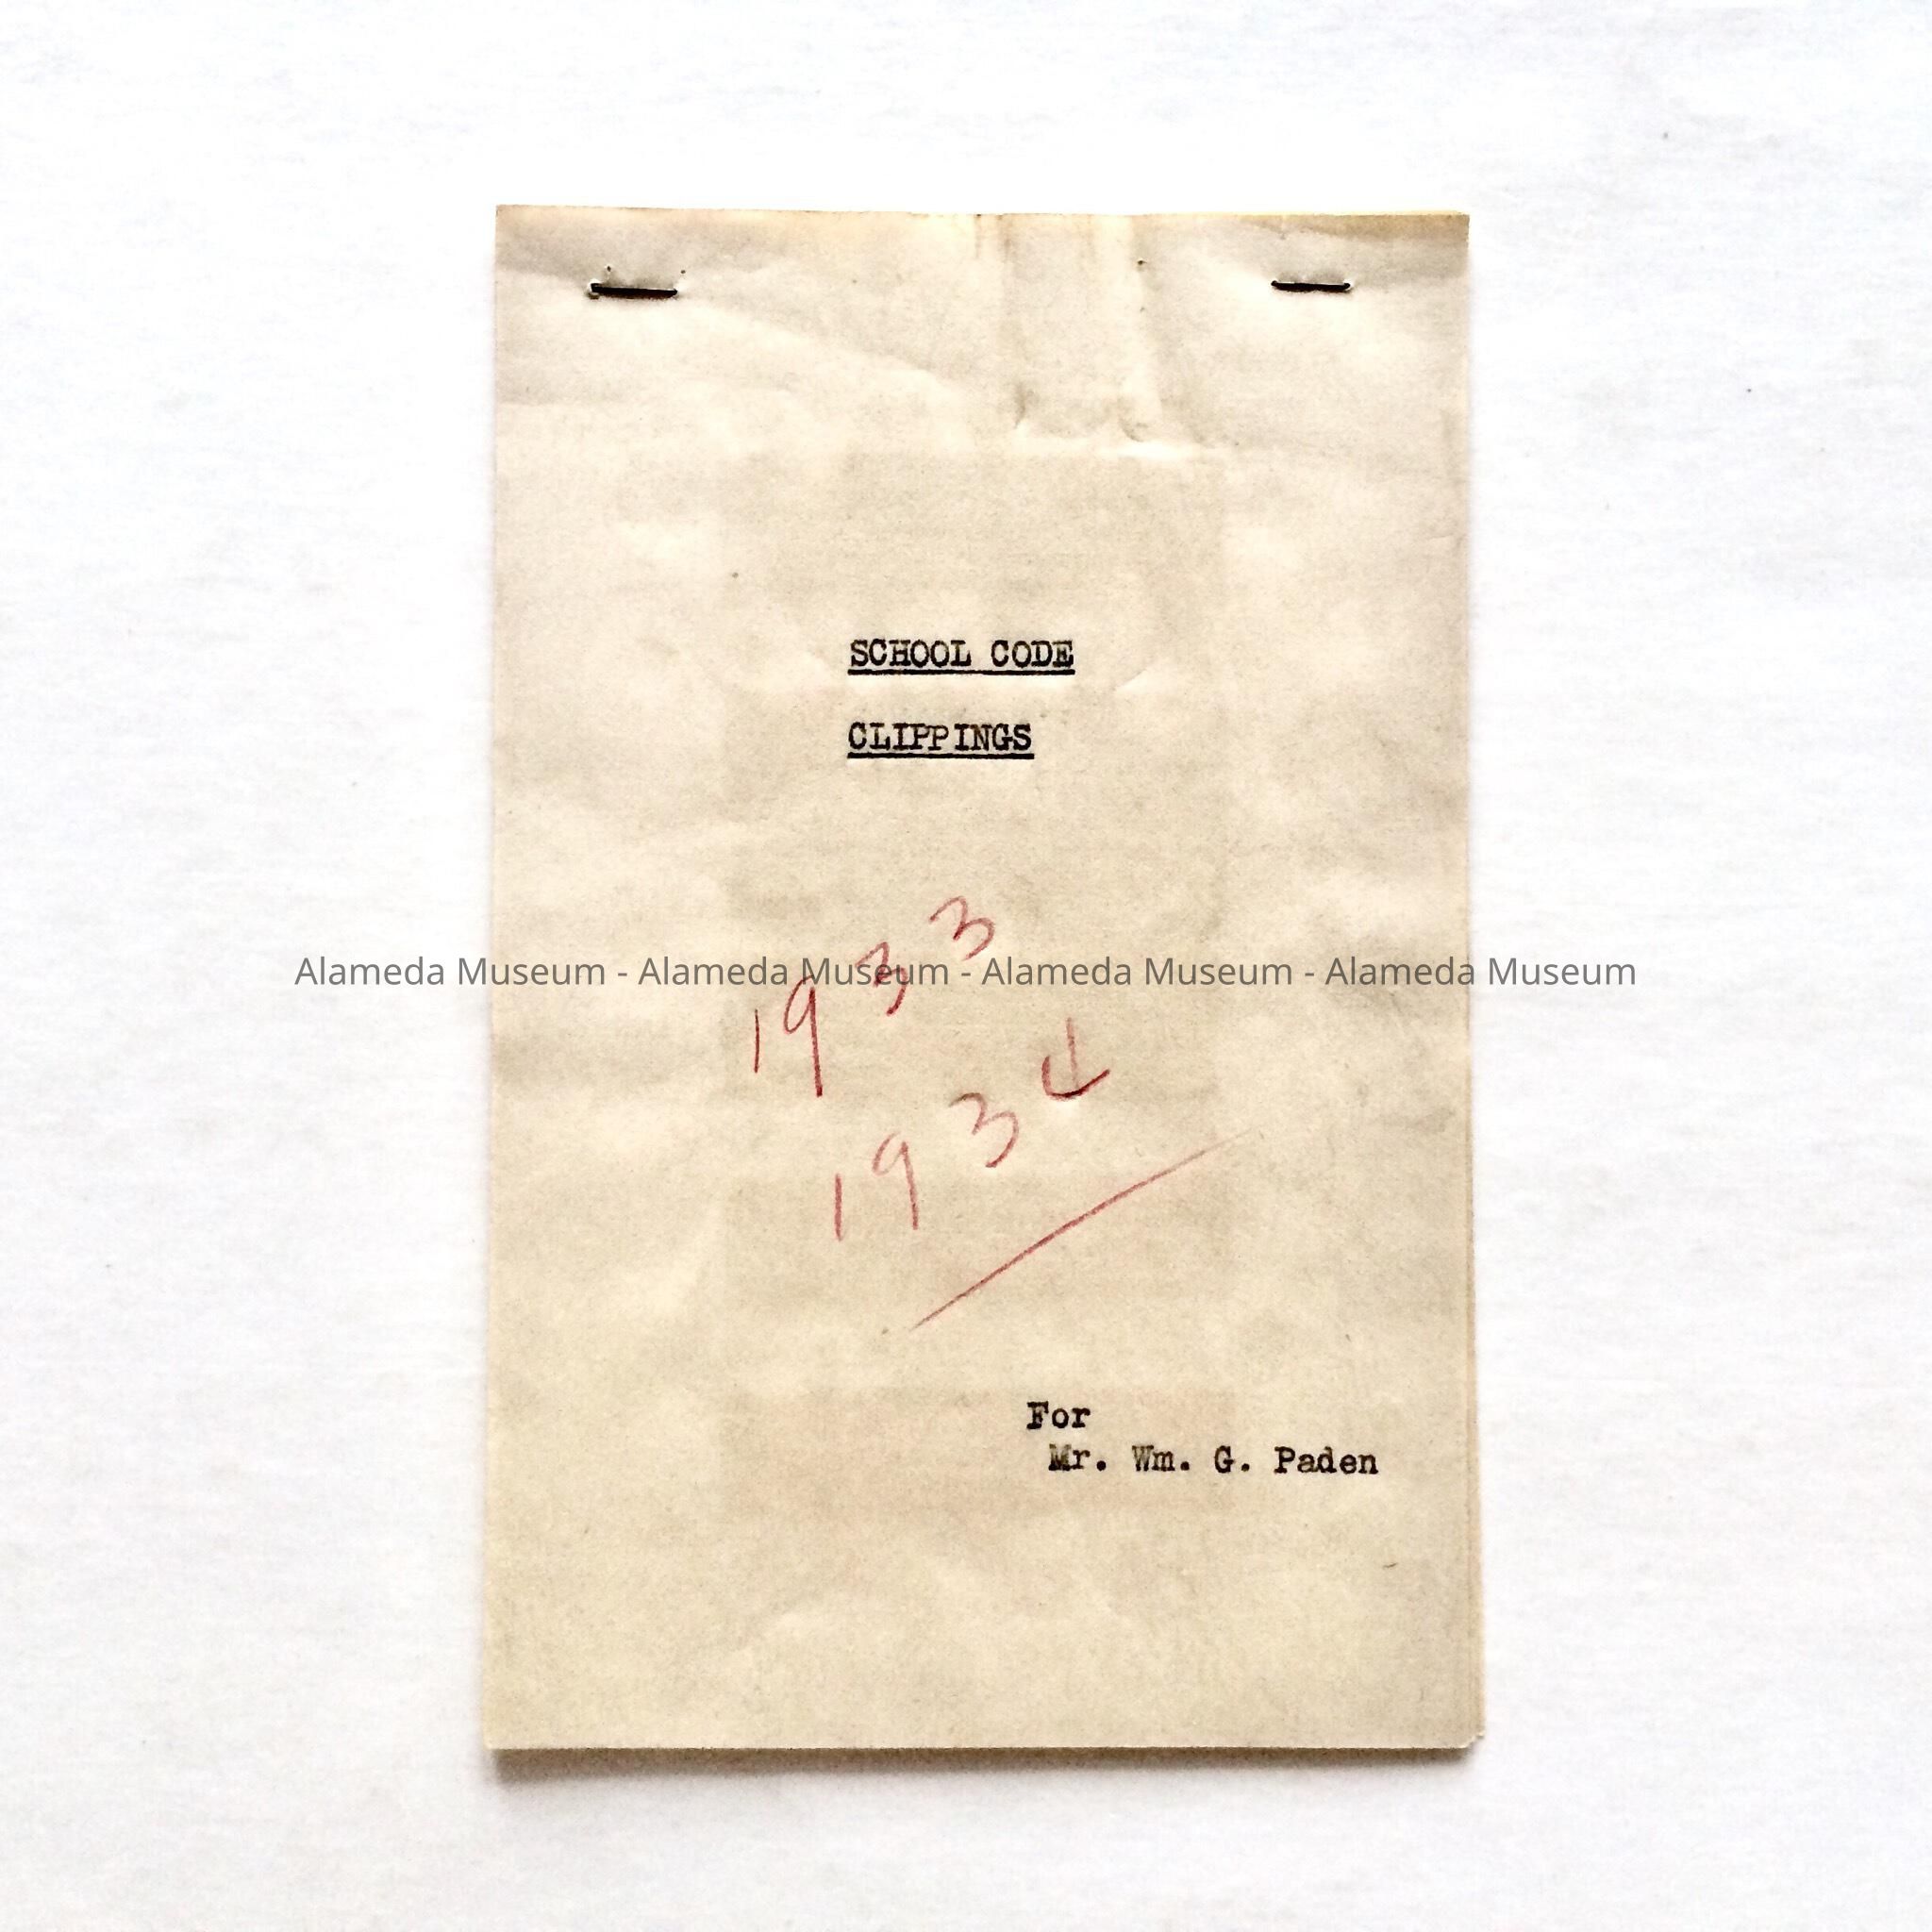 SCHOOL CODE
CLIPPINGS
1933
Alameda Museum - Alameda Museum - Alameda Museum - Alameda Museum
1934
For
Mr. Wm. G. Paden